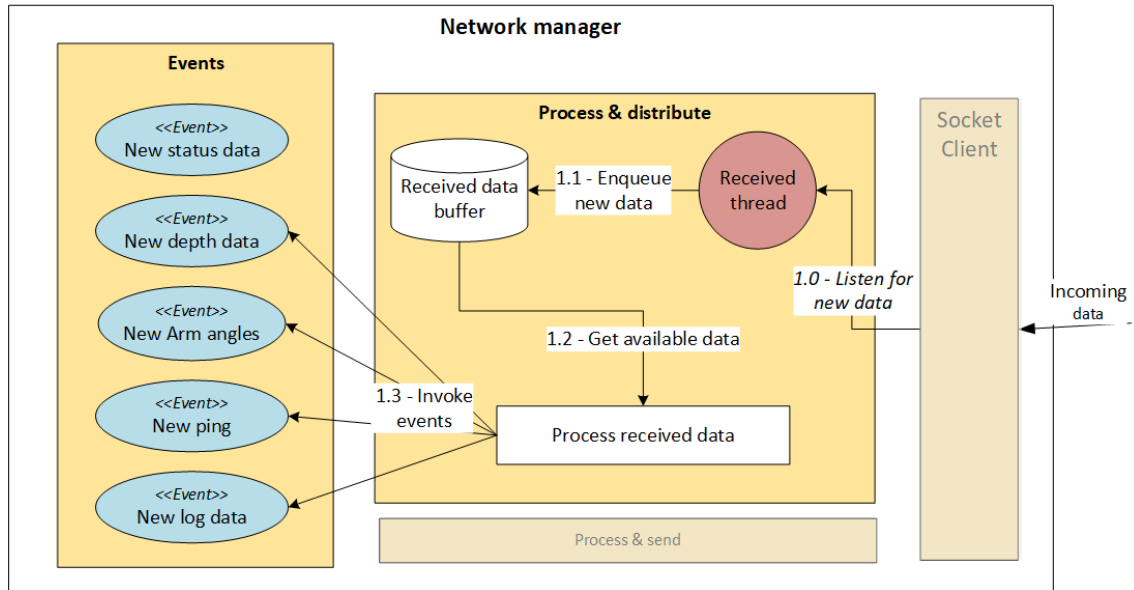 Network manager
Events
<<Event>>
New status data
<<Event>>
New depth data
<<Event>>
New Arm angles
<<Event>>
New ping
<<Event>>
New log data
Process & distribute
Received data
buffer
1.1 - Enqueue
new data
Received
thread
1.0 - Listen for
new data
1.2 - Get available data
1.3 - Invoke
events
Process received data
Process & send
Socket
Client
Incoming
data